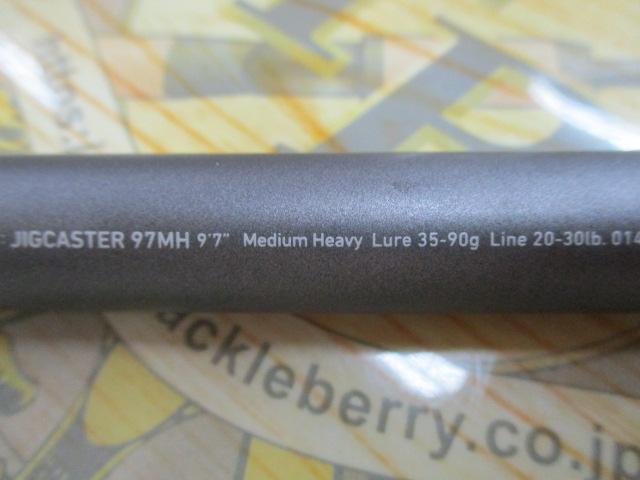 JIGCASTER 97MH 9'7" Medium Heavy Lure 35-90g Line 20-30lb. 014
ackleberry.co.jp